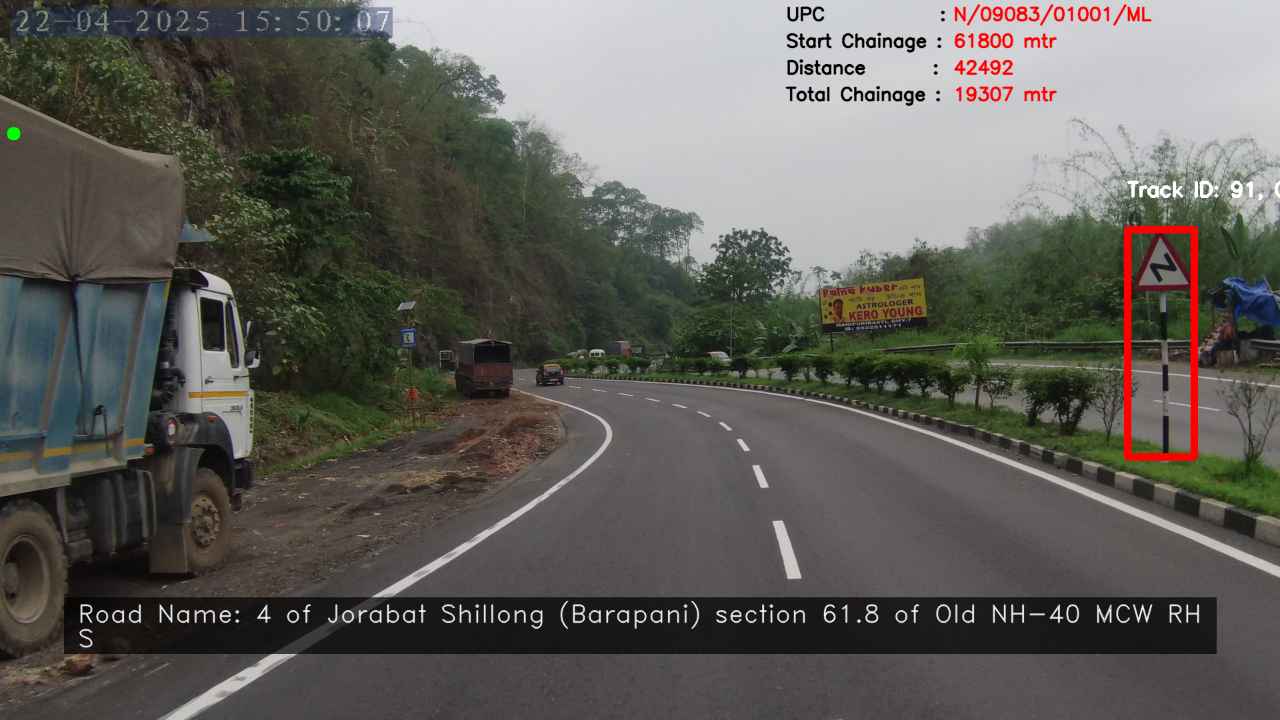 22-04-2025 15:50:07
UPC : N/09083/01001/ML
Start Chainage : 61800 mtr
Distance : 42492
Total Chainage : 19307 mtr
Track ID: 91,
ASTROLOGER
KERO YOUNG
Road Name: 4 of Jorabat Shillong (Barapani) section 61.8 of Old NH-40 MCW RH
S